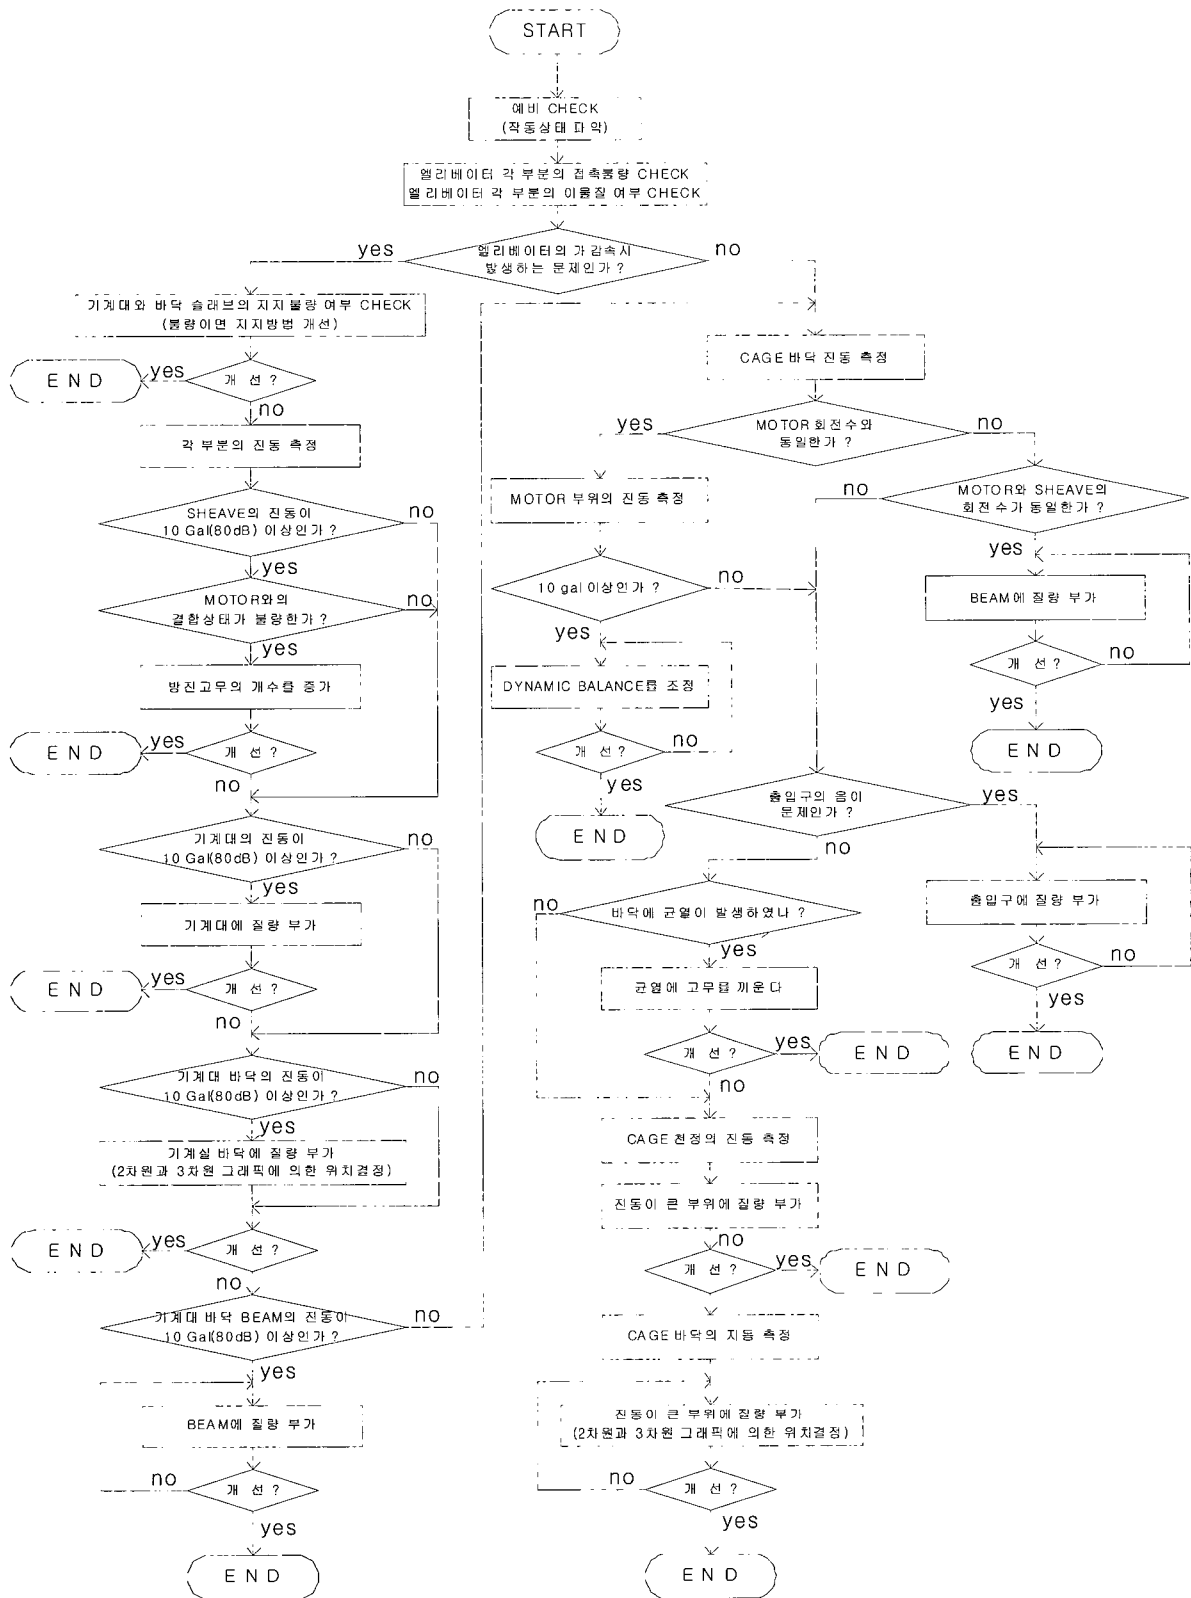 START
예비 CHECK
(작동상태 파악)
엘리베이터 각 부분의 접촉불량 CHECK
엘리베이터 각 부분의 이물질 여부 CHECK
엘리베이터의 가감속시
발생하는 문제인가 ?
yes
no
기계대와 바닥 슬래브의 지지불량 여부 CHECK
(불량이면 지지방법 개선)
개 선 ?
yes
END
no
각 부분의 진동 측정
SHEAVE의 진동이
10 Gal(80dB) 이상인가 ?
no
yes
MOTOR와의
결합상태가 불량한가 ?
no
yes
방진고무의 개수를 증가
개 선 ?
yes
END
no
기계대의 진동이
10 Gal(80dB) 이상인가 ?
no
yes
기계대에 질량 부가
개 선 ?
yes
END
no
기계대 바닥의 진동이
10 Gal(80dB) 이상인가 ?
no
yes
기계실 바닥에 질량 부가
(2차원과 3차원 그래픽에 의한 위치결정)
개 선 ?
yes
END
no
기계대 바닥 BEAM의 진동이
10 Gal(80dB) 이상인가 ?
no
yes
BEAM에 질량 부가
개 선 ?
no
yes
END
CAGE 바닥 진동 측정
MOTOR 회전수와
동일한가 ?
yes
no
MOTOR 부위의 진동 측정
10 gal 이상인가 ?
no
yes
DYNAMIC BALANCE를 조정
개 선 ?
no
yes
END
MOTOR와 SHEAVE의
회전수가 동일한가 ?
no
yes
BEAM에 질량 부가
개 선 ?
no
yes
END
출입구의 음이
문제인가 ?
yes
no
출입구에 질량 부가
개 선 ?
no
yes
END
바닥에 균열이 발생하였나 ?
no
yes
균열에 고무를 끼운다
개 선 ?
yes
END
no
CAGE 천정의 진동 측정
진동이 큰 부위에 질량 부가
no
개 선 ?
yes
END
CAGE 바닥의 지동 측정
진동이 큰 부위에 질량 부가
(2차원과 3차원 그래픽에 의한 위치결정)
개 선 ?
no
yes
END